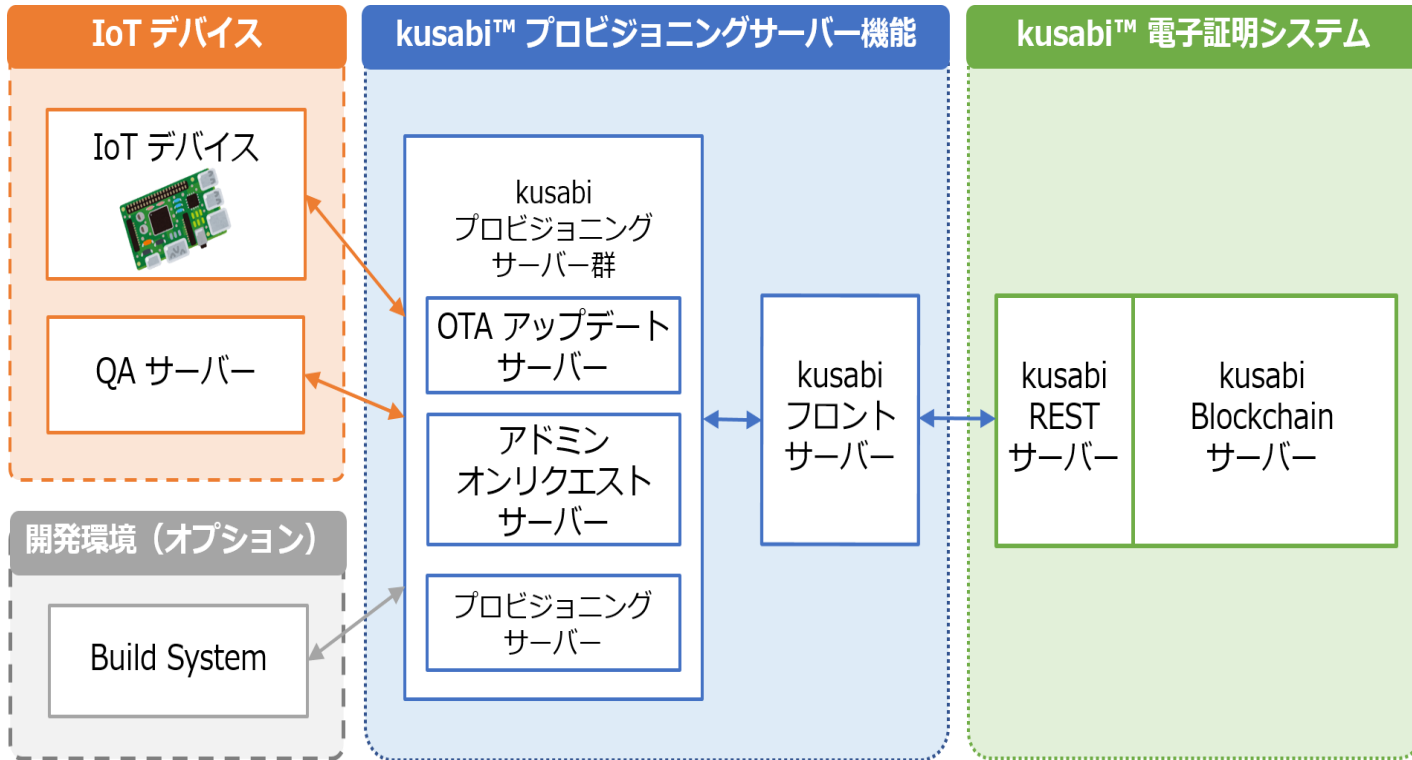 IoT デバイス
IoT デバイス
QA サーバー
開発環境（オプション）
Build System
kusabi™ プロビジョニングサーバー機能
kusabi
プロビジョニング
サーバー群
OTA アップデート
サーバー
アドミン
オンリクエスト
サーバー
プロビジョニング
サーバー
kusabi
フロント
サーバー
kusabi™ 電子証明システム
kusabi
REST
サーバー
kusabi
Blockchain
サーバー